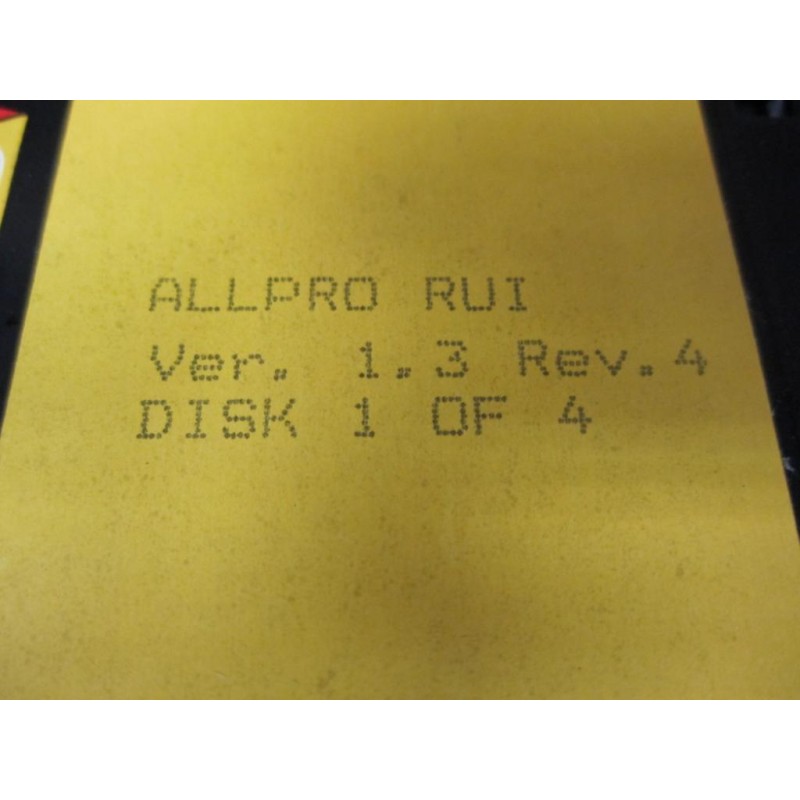 ALLPRO RUI
Ver. 1.3 Rev.4
DISK 1 OF 4